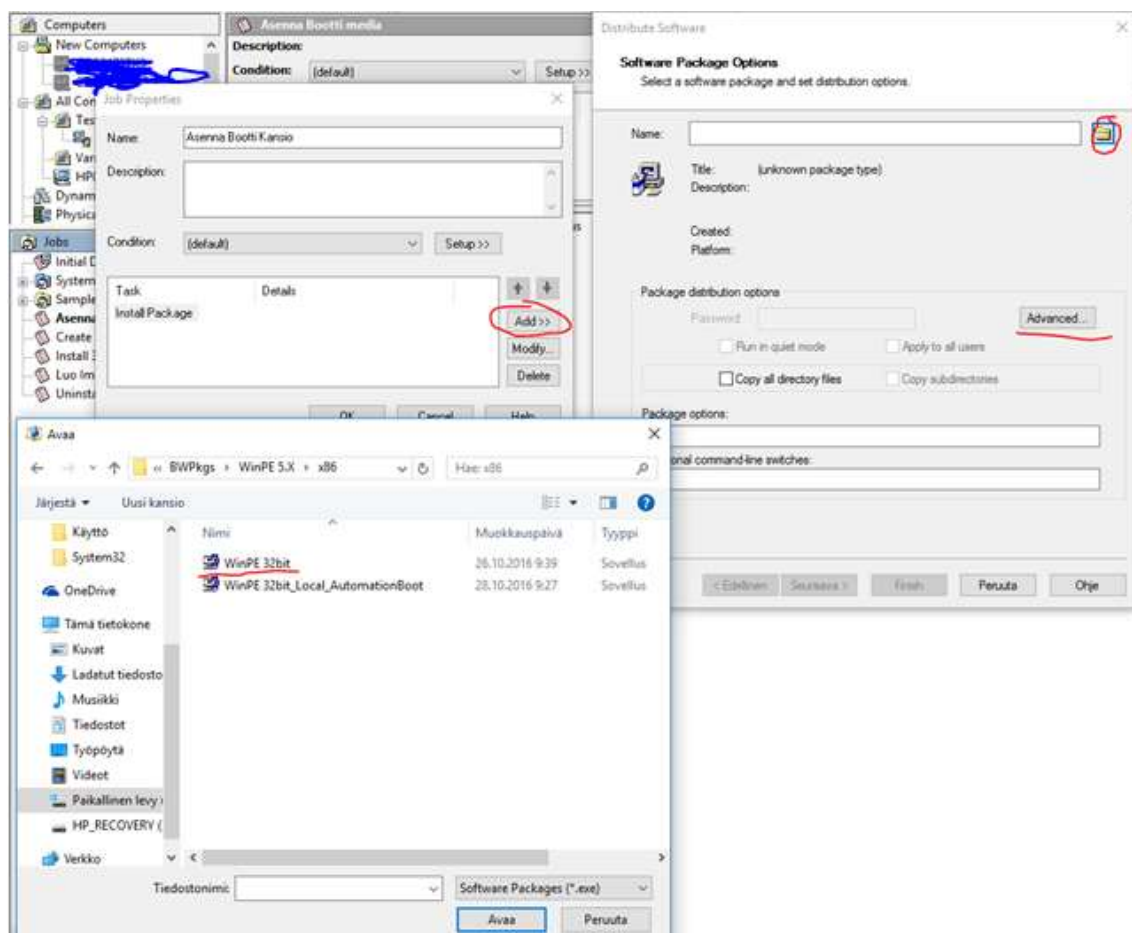 Computers
New Computers
All Con
Tes
Var
HP
Dynam
Physica
Jobs
Initial D
System
Sample
Asenna
Create
Install
Luo Im
Uninsta
Asenna Bootti media
Description:
Condition: (default) Setup >>
Job Properties
Name: Asenna Bootti Kansio
Description:
Condition: (default) Setup >>
Task Details
Install Package
Add >>
Modify...
Delete
OK Cancel Help
Distribute Software
Software Package Options
Select a software package and set distribution options.
Name:
Title: (unknown package type)
Description:
Created:
Platform:
Package distribution options
Password: Advanced...
Run in quiet mode Apply to all users
Copy all directory files Copy subdirectories
Package options:
onal command-line switches:
< Edellinen Seuraava > Finish Peruuta Ohje
Avaa
« BWPkgs › WinPE 5.X › x86 Hae: x86
Järjestä Uusi kansio
Nimi Muokkauspäivä Tyyppi
WinPE 32bit 26.10.2016 9:39 Sovellus
WinPE 32bit_Local_AutomationBoot 28.10.2016 9:27 Sovellus
Käyttö
System32
OneDrive
Tämä tietokone
Kuvat
Ladatut tiedosto
Musiikki
Tiedostot
Työpöytä
Videot
Paikallinen levy
HP_RECOVERY (
Verkko
Tiedostonimi: Software Packages (*.exe)
Avaa Peruuta